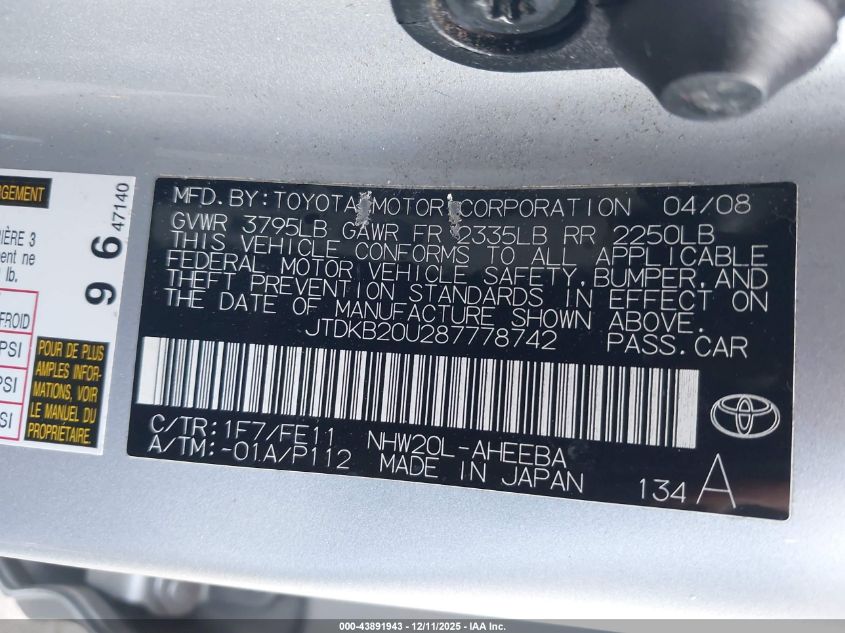 MFD. BY: TOYOTA MOTOR CORPORATION 04/08
GVWR 3795LB GAWR FR 2335LB RR 2250LB
THIS VEHICLE CONFORMS TO ALL APPLICABLE
FEDERAL MOTOR VEHICLE SAFETY, BUMPER, AND
THEFT PREVENTION STANDARDS IN EFFECT ON
THE DATE OF MANUFACTURE SHOWN ABOVE.
JTDKB20U287778742 PASS.CAR
C/TR: 1F7/FE11 NHW20L-AHEEBA
A/TM: -01A/P112 MADE IN JAPAN
134 A
GEMENT
IÈRE 3
ent ne
lb.
FROID
PSI
PSI
SI
POUR DE PLUS
AMPLES INFOR-
MATIONS, VOIR
LE MANUEL DU
PROPRIÉTAIRE.
96
47140
000-43891943 - 12/11/2025 - IAA Inc.